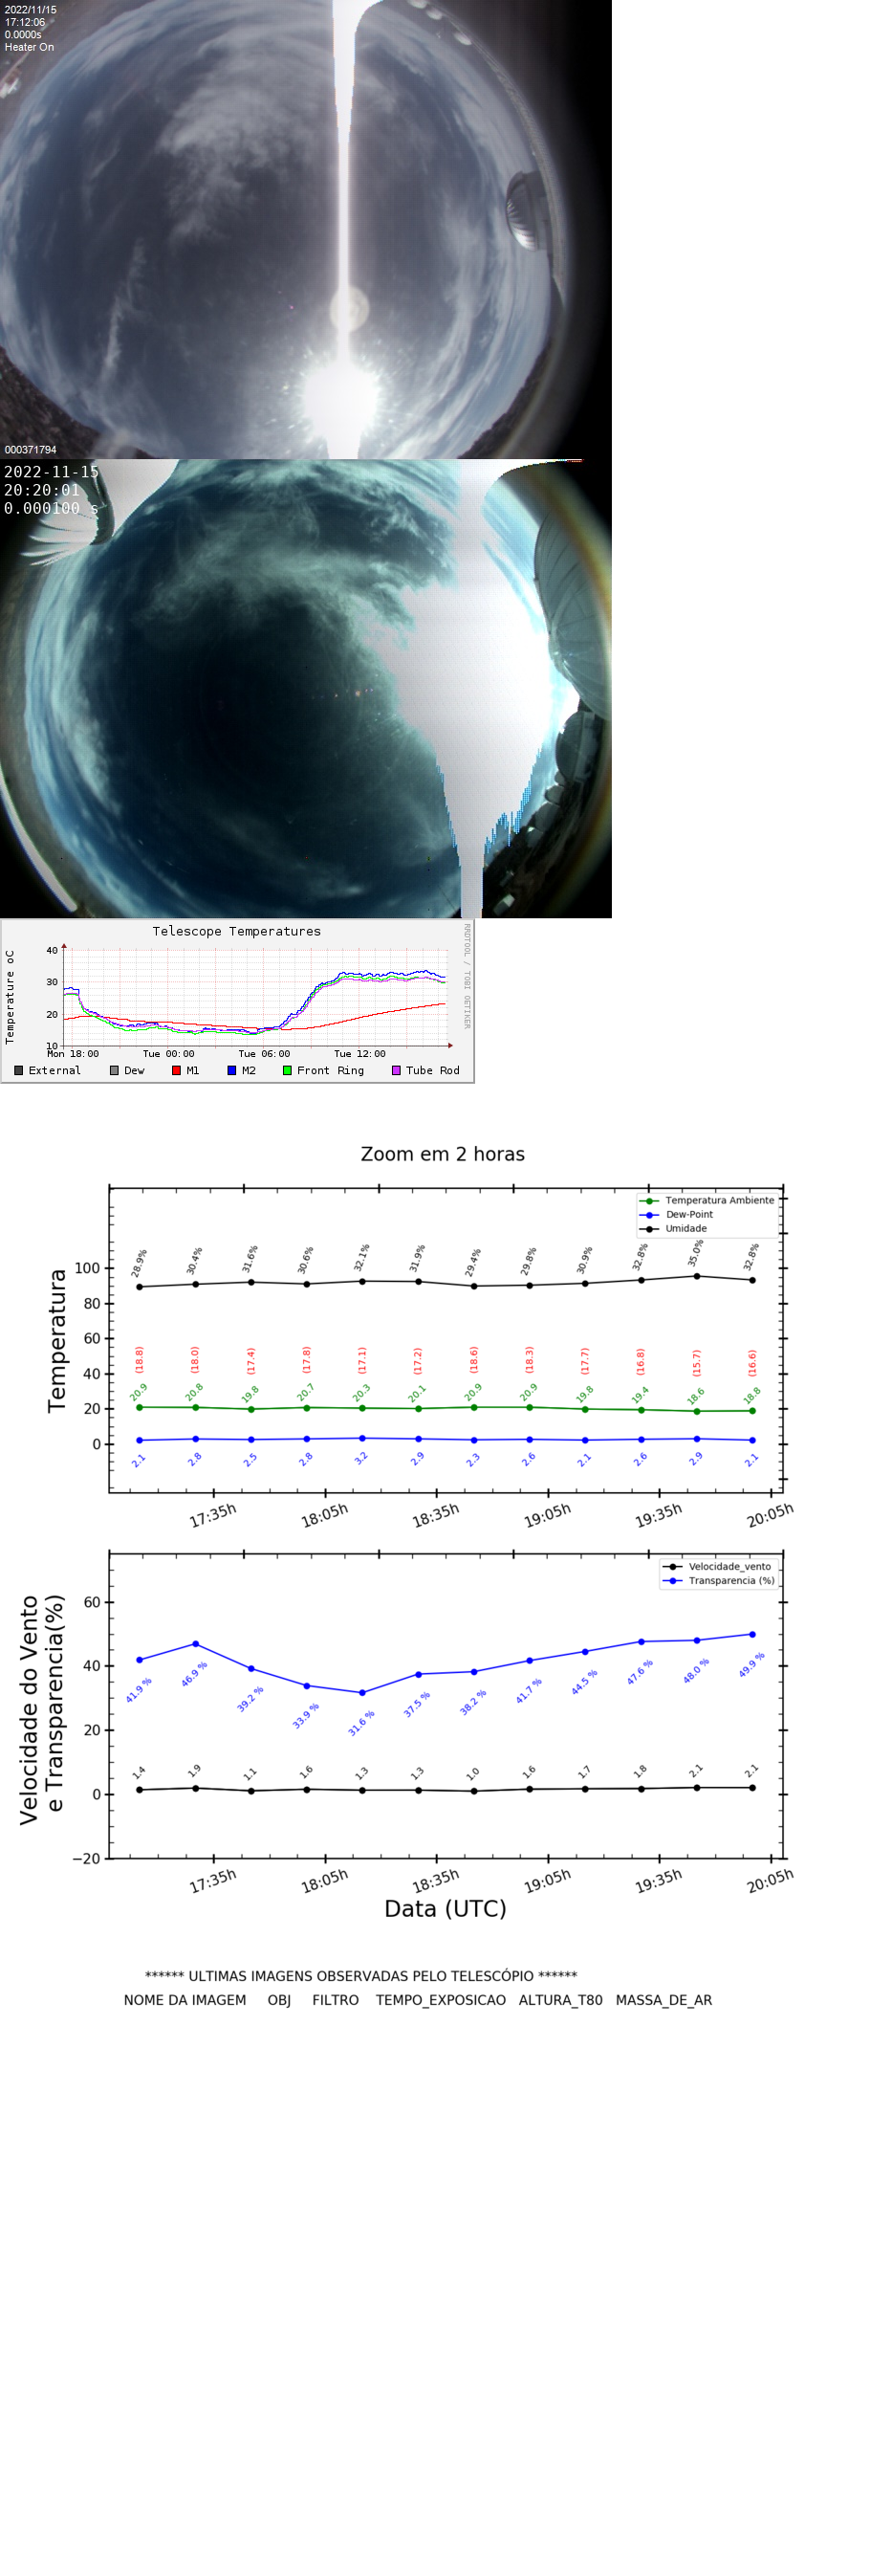 2022/11/15
17:12:06
0.0000s
Heater On
000371794
2022-11-15
20:20:01
0.000100 s
Telescope Temperatures
RRDTOOL / TOBI OETIKER
Temperature oC
40
30
20
10
Mon 18:00 Tue 00:00 Tue 06:00 Tue 12:00
External Dew M1 M2 Front Ring Tube Rod
Zoom em 2 horas
Temperatura Ambiente
Dew-Point
Umidade
Temperatura
100
80
60
40
20
0
28.9% 30.4% 31.6% 30.6% 32.1% 31.9% 29.4% 29.8% 30.9% 32.8% 35.0% 32.8%
(18.8) (18.0) (17.4) (17.8) (17.1) (17.2) (18.6) (18.3) (17.7) (16.8) (15.7) (16.6)
20.9 20.8 19.8 20.7 20.3 20.1 20.9 20.9 19.8 19.4 18.6 18.8
2.1 2.8 2.5 2.8 3.2 2.9 2.3 2.6 2.1 2.6 2.9 2.1
17:35h 18:05h 18:35h 19:05h 19:35h 20:05h
Velocidade_vento
Transparencia (%)
Velocidade do Vento
e Transparencia(%)
60
40
20
0
−20
41.9 % 46.9 % 39.2 % 33.9 % 31.6 % 37.5 % 38.2 % 41.7 % 44.5 % 47.6 % 48.0 % 49.9 %
1.4 1.9 1.1 1.6 1.3 1.3 1.0 1.6 1.7 1.8 2.1 2.1
17:35h 18:05h 18:35h 19:05h 19:35h 20:05h
Data (UTC)
****** ULTIMAS IMAGENS OBSERVADAS PELO TELESCÓPIO ******
NOME DA IMAGEM OBJ FILTRO TEMPO_EXPOSICAO ALTURA_T80 MASSA_DE_AR